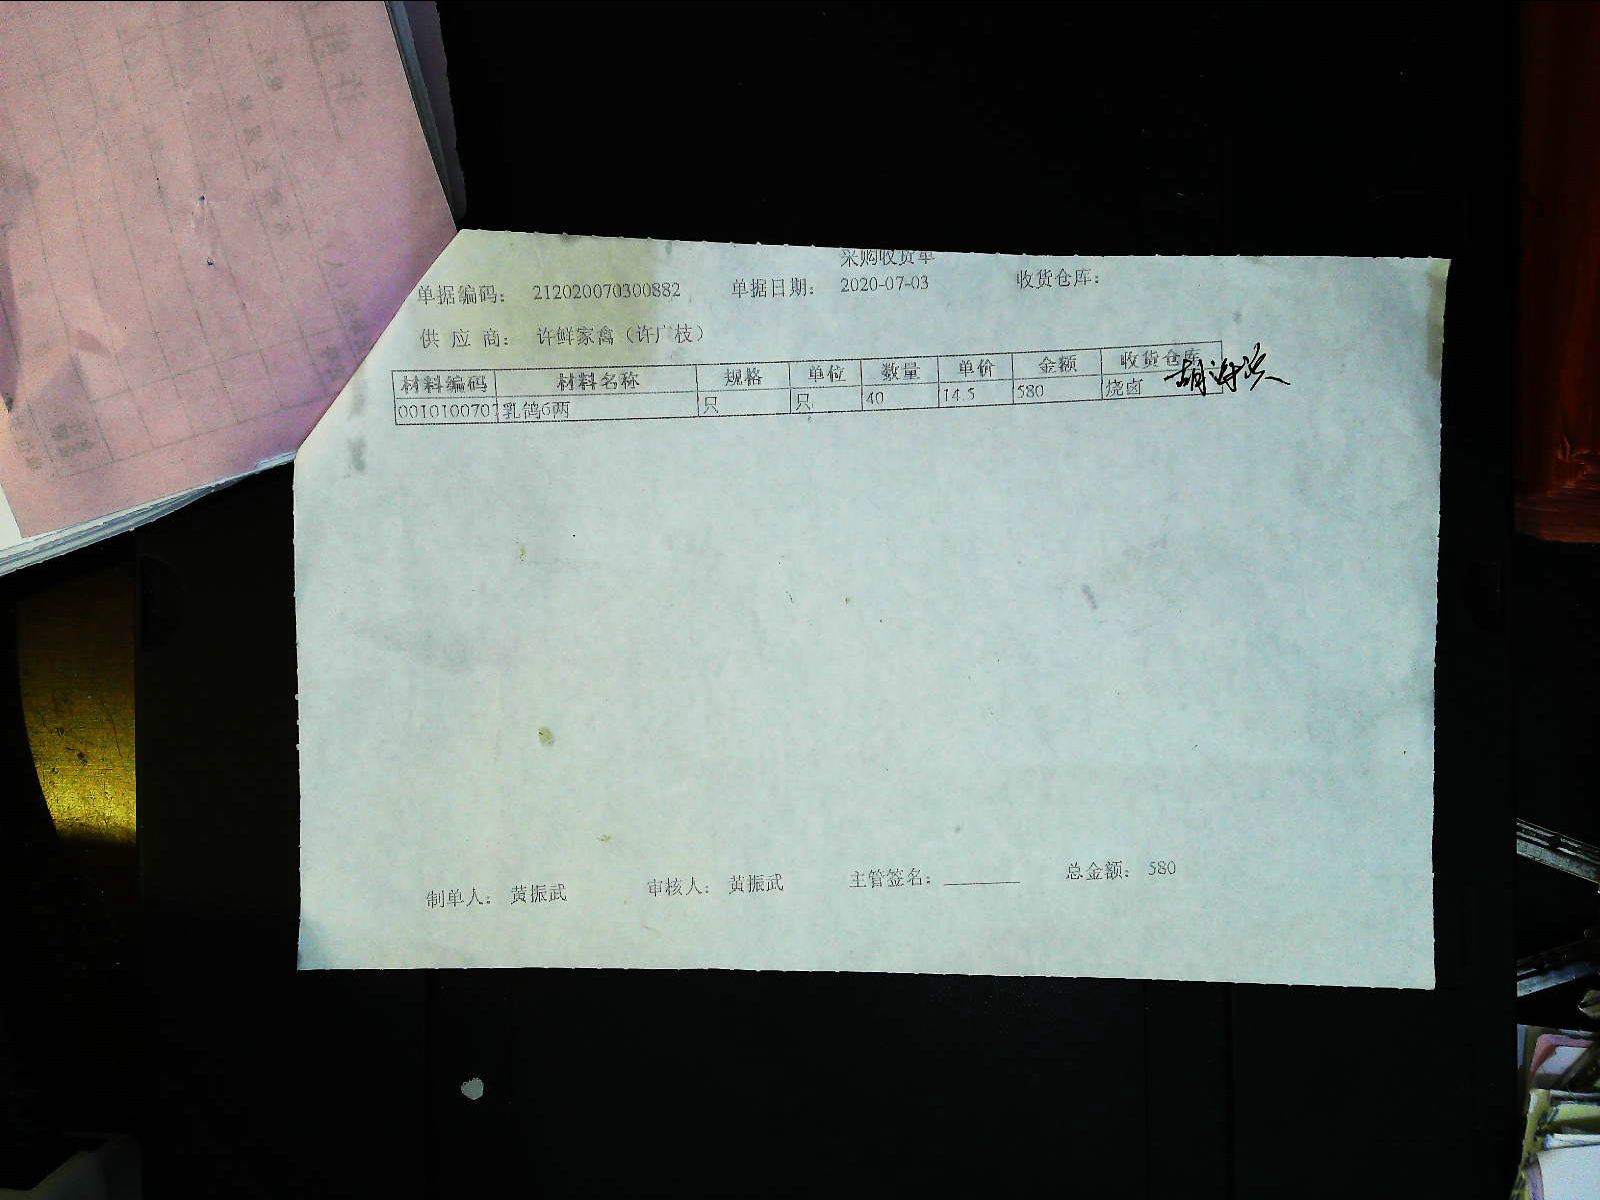 采购收货单
单据编码： 212020070300882 单据日期： 2020-07-03 收货仓库：
供 应 商： 许鲜家禽（许广枝）
材料编码 材料名称 规格 单位 数量 单价 金额 收货仓库
0010100707 乳鸽6两 只 只 40 14.5 580 烧卤
制单人： 黄振武 审核人： 黄振武 主管签名： 总金额： 580